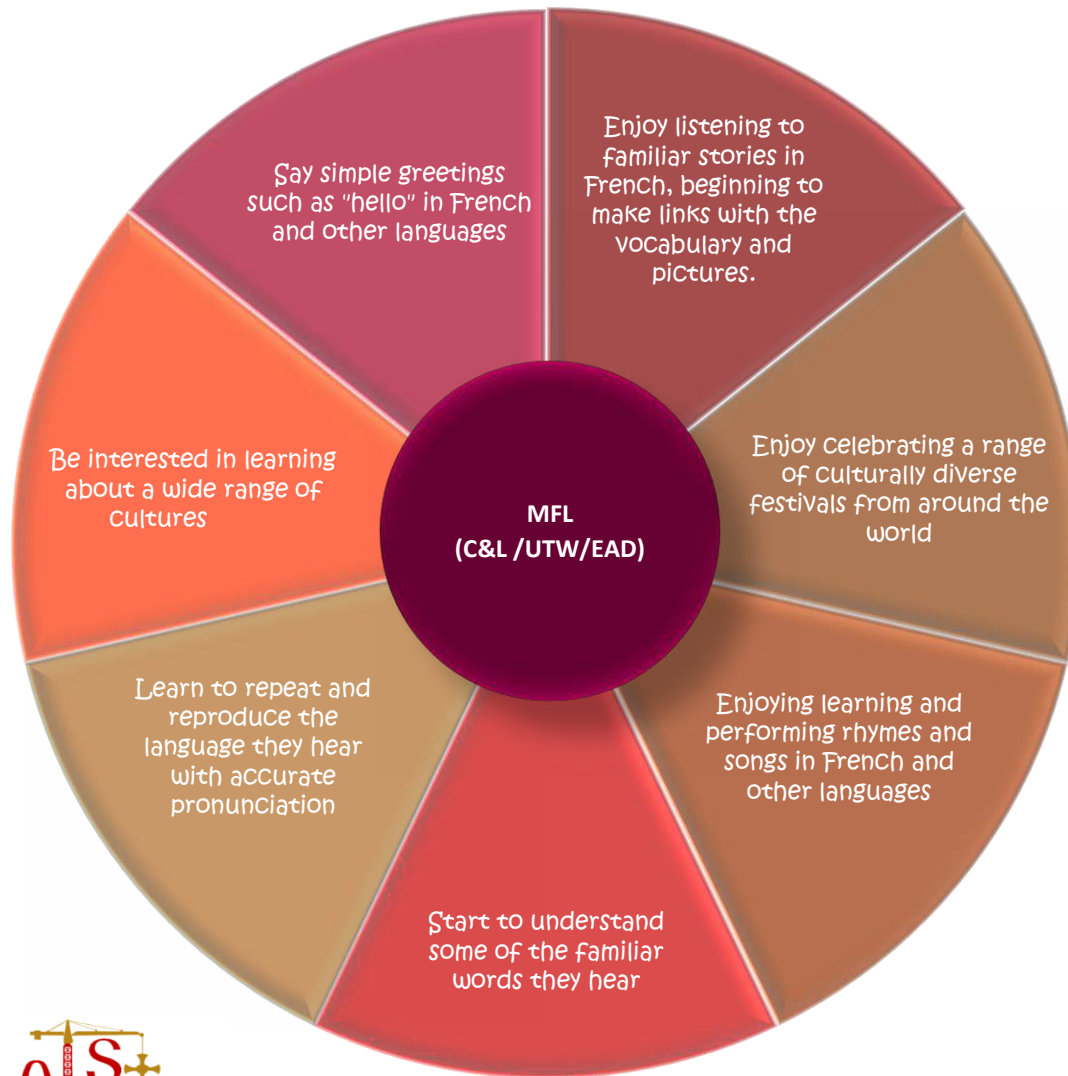 Say simple greetings
such as "hello" in French
and other languages
Enjoy listening to
familiar stories in
French, beginning to
make links with the
vocabulary and
pictures.
Enjoy celebrating a range
of culturally diverse
festivals from around the
world
Enjoying learning and
performing rhymes and
songs in French and
other languages
Start to understand
some of the familiar
words they hear
Learn to repeat and
reproduce the
language they hear
with accurate
pronunciation
Be interested in learning
about a wide range of
cultures
MFL
(C&L /UTW/EAD)